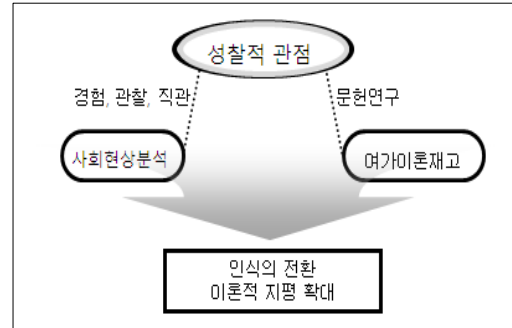 성찰적 관점
경험, 관찰, 직관
문헌연구
사회현상분석
여가이론재고
인식의 전환
이론적 지평 확대